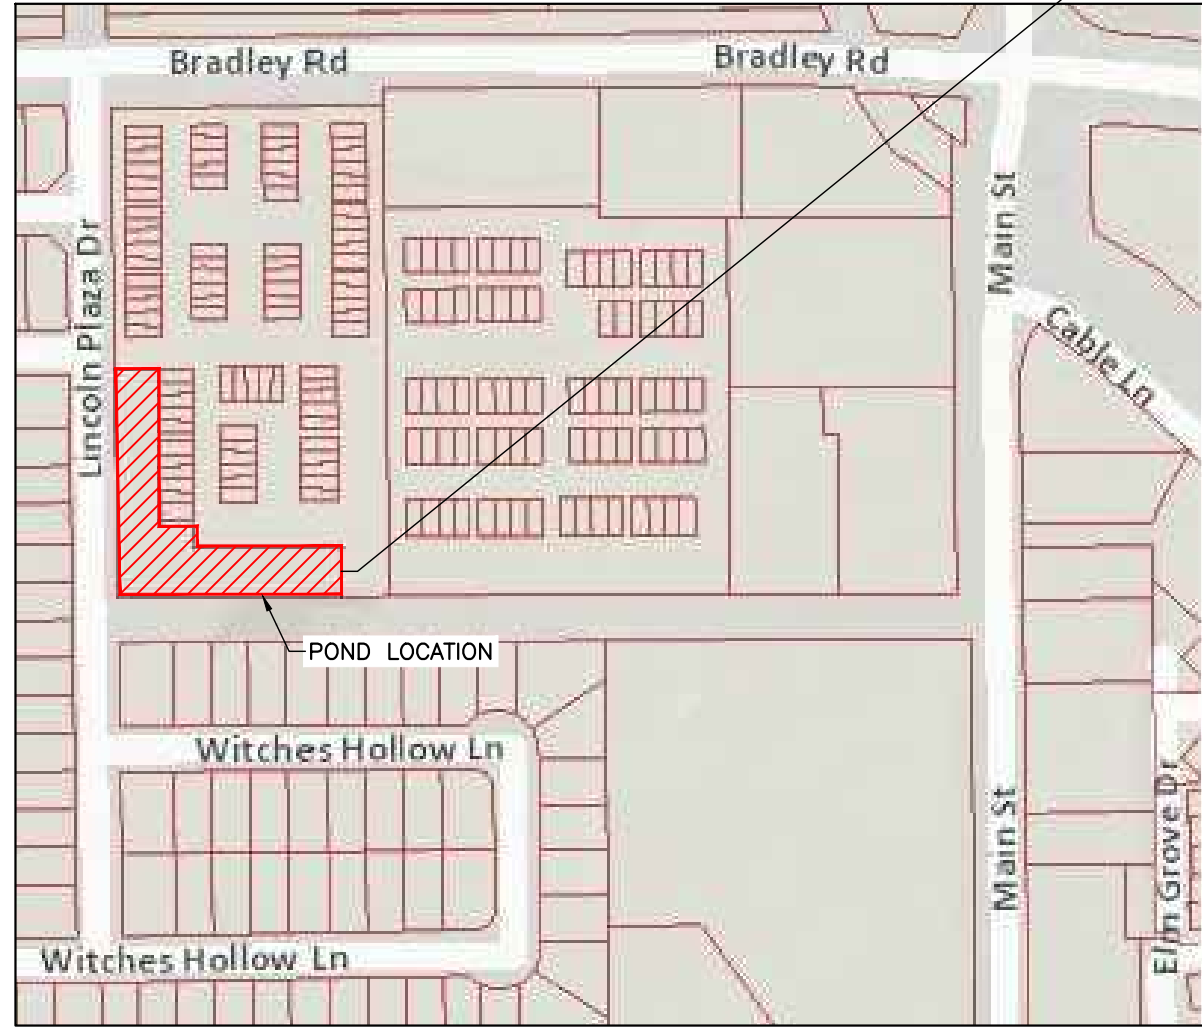 Bradley Rd
Bradley Rd
Lincoln Plaza Dr
Main St
Cable Ln
POND LOCATION
Witches Hollow Ln
Main St
Elm Grove Dr
Witches Hollow Ln